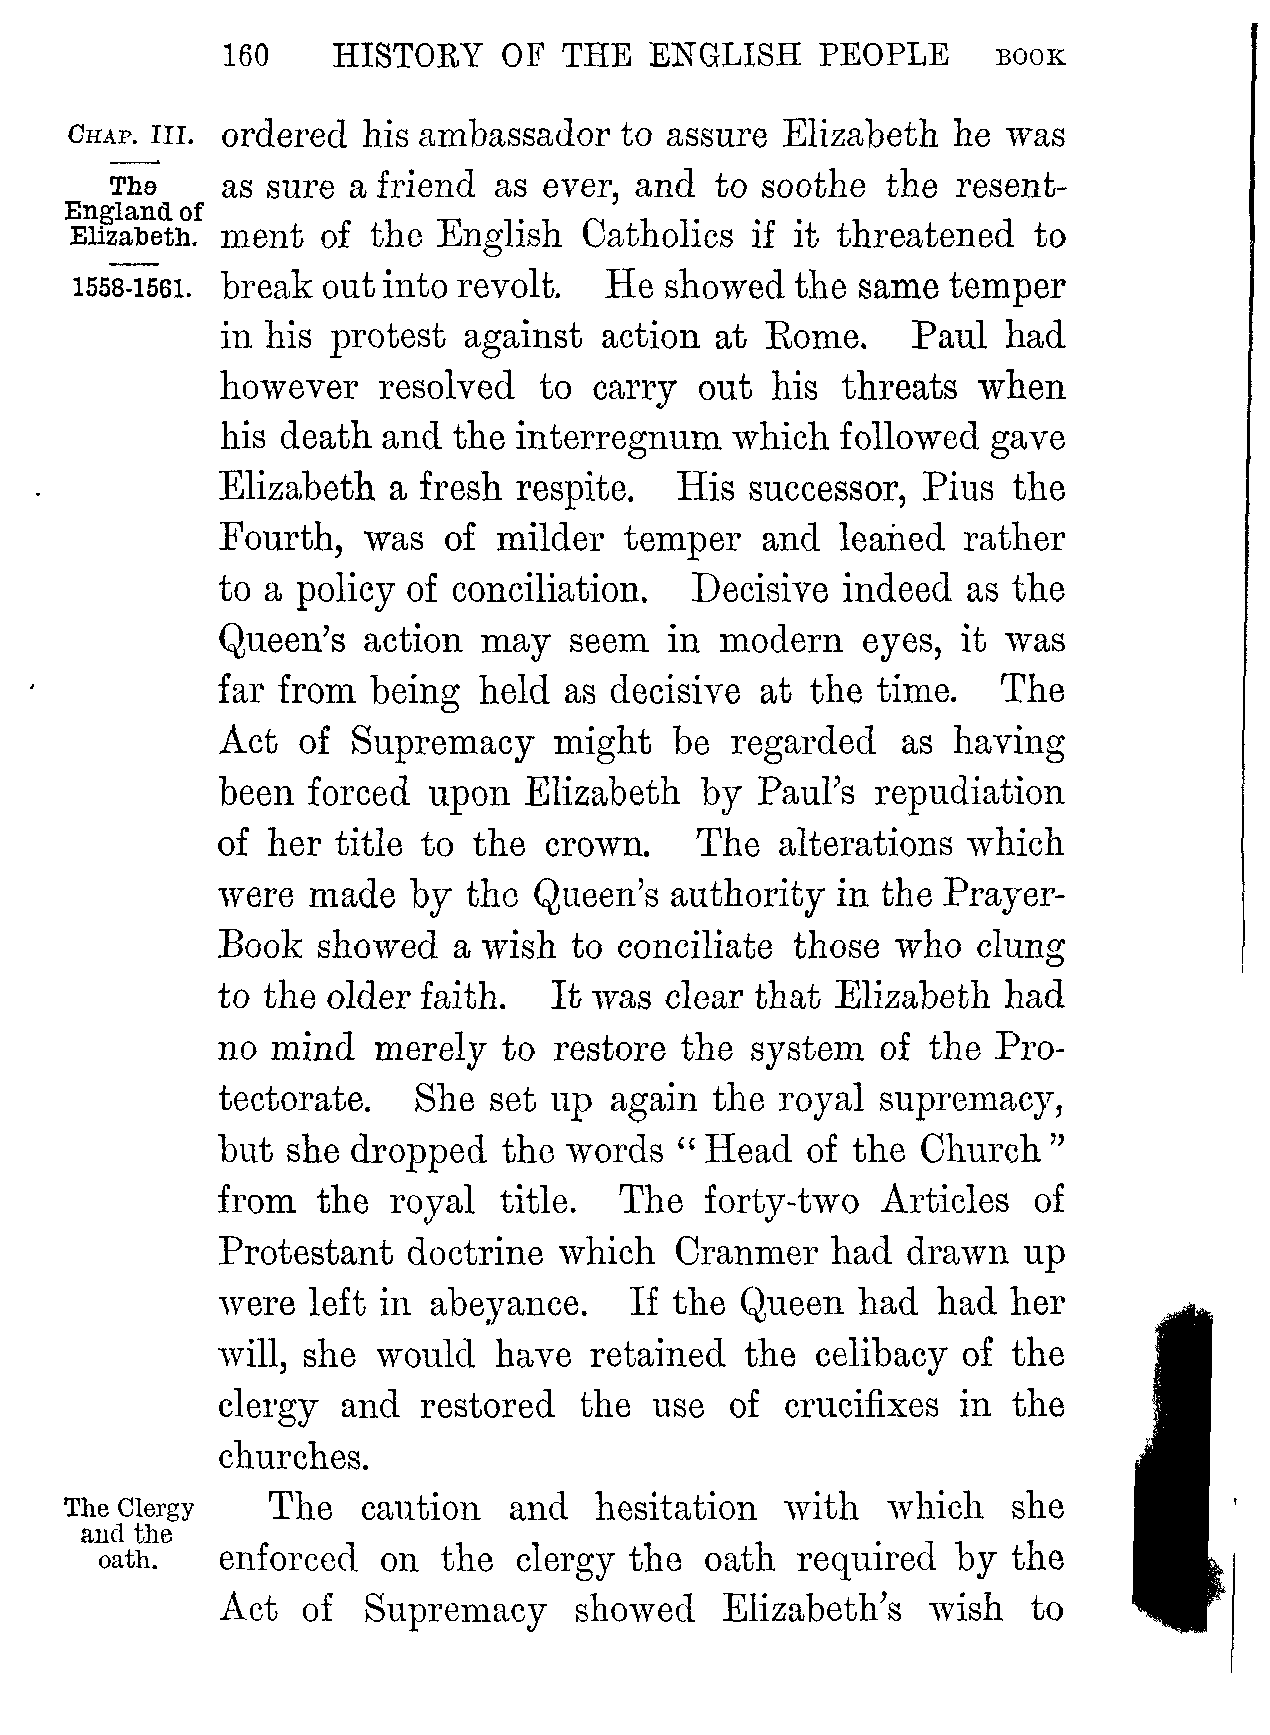 160 HISTORY OF THE ENGLISH PEOPLE BOOK
CHAP. III.
The
England of
Elizabeth.
1558-1561.
ordered his ambassador to assure Elizabeth he was
as sure a friend as ever, and to soothe the resent-
ment of the English Catholics if it threatened to
break out into revolt. He showed the same temper
in his protest against action at Rome. Paul had
however resolved to carry out his threats when
his death and the interregnum which followed gave
Elizabeth a fresh respite. His successor, Pius the
Fourth, was of milder temper and leaned rather
to a policy of conciliation. Decisive indeed as the
Queen's action may seem in modern eyes, it was
far from being held as decisive at the time. The
Act of Supremacy might be regarded as having
been forced upon Elizabeth by Paul's repudiation
of her title to the crown. The alterations which
were made by the Queen's authority in the Prayer-
Book showed a wish to conciliate those who clung
to the older faith. It was clear that Elizabeth had
no mind merely to restore the system of the Pro-
tectorate. She set up again the royal supremacy,
but she dropped the words "Head of the Church"
from the royal title. The forty-two Articles of
Protestant doctrine which Cranmer had drawn up
were left in abeyance. If the Queen had had her
will, she would have retained the celibacy of the
clergy and restored the use of crucifixes in the
churches.
The Clergy
and the
oath.
The caution and hesitation with which she
enforced on the clergy the oath required by the
Act of Supremacy showed Elizabeth's wish to